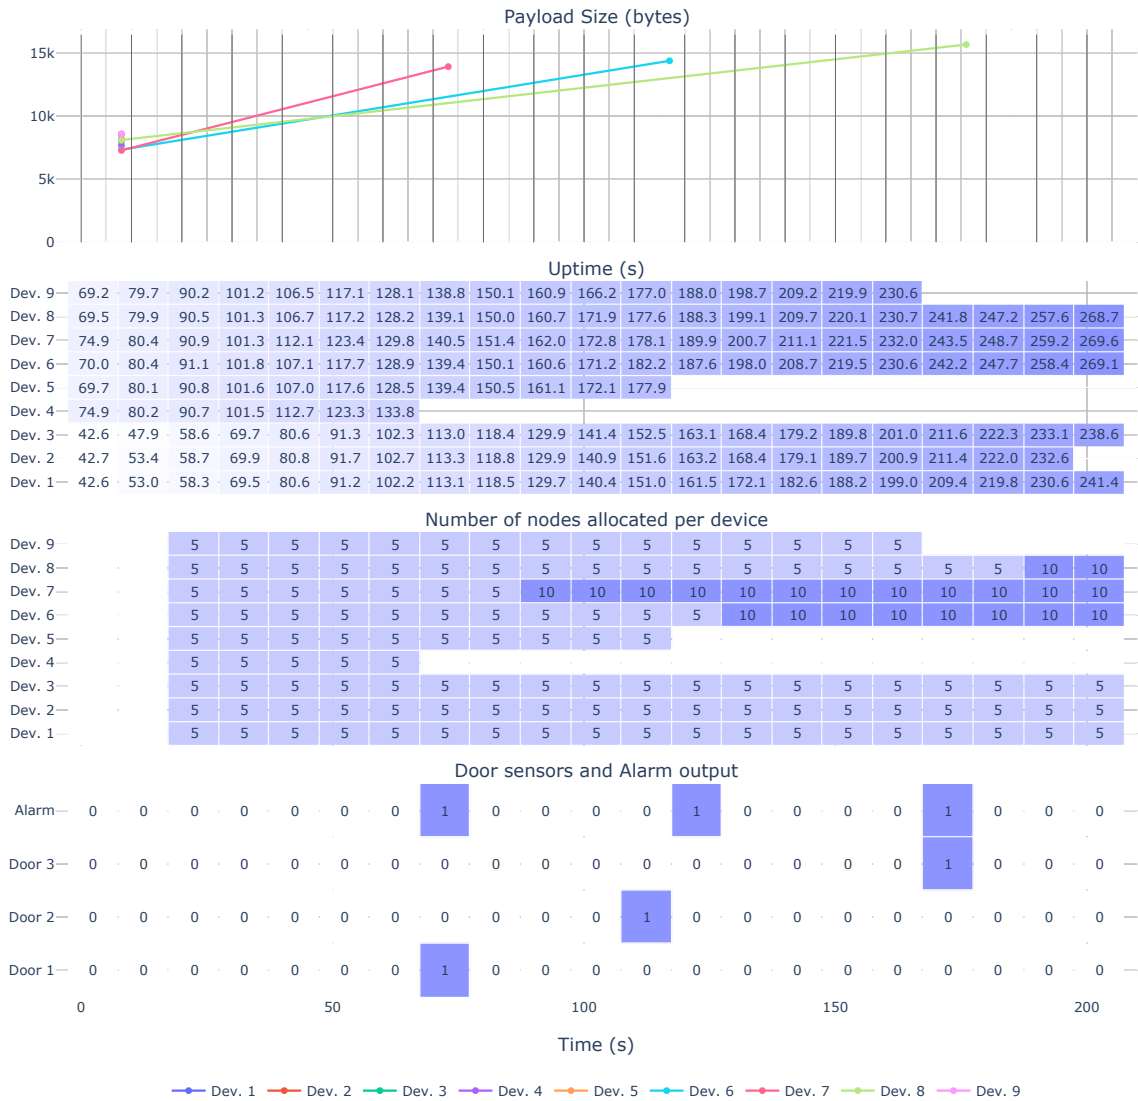 Payload Size (bytes)
15k
10k
5k
0
Uptime (s)
Dev. 9 69.2 79.7 90.2 101.2 106.5 117.1 128.1 138.8 150.1 160.9 166.2 177.0 188.0 198.7 209.2 219.9 230.6
Dev. 8 69.5 79.9 90.5 101.3 106.7 117.2 128.2 139.1 150.0 160.7 171.9 177.6 188.3 199.1 209.7 220.1 230.7 241.8 247.2 257.6 268.7
Dev. 7 74.9 80.4 90.9 101.3 112.1 123.4 129.8 140.5 151.4 162.0 172.8 178.1 189.9 200.7 211.1 221.5 232.0 243.5 248.7 259.2 269.6
Dev. 6 70.0 80.4 91.1 101.8 107.1 117.7 128.9 139.4 150.1 160.6 171.2 182.2 187.6 198.0 208.7 219.5 230.6 242.2 247.7 258.4 269.1
Dev. 5 69.7 80.1 90.8 101.6 107.0 117.6 128.5 139.4 150.5 161.1 172.1 177.9
Dev. 4 74.9 80.2 90.7 101.5 112.7 123.3 133.8
Dev. 3 42.6 47.9 58.6 69.7 80.6 91.3 102.3 113.0 118.4 129.9 141.4 152.5 163.1 168.4 179.2 189.8 201.0 211.6 222.3 233.1 238.6
Dev. 2 42.7 53.4 58.7 69.9 80.8 91.7 102.7 113.3 118.8 129.9 140.9 151.6 163.2 168.4 179.1 189.7 200.9 211.4 222.0 232.6
Dev. 1 42.6 53.0 58.3 69.5 80.6 91.2 102.2 113.1 118.5 129.7 140.4 151.0 161.5 172.1 182.6 188.2 199.0 209.4 219.8 230.6 241.4
Number of nodes allocated per device
Dev. 9 5 5 5 5 5 5 5 5 5 5 5 5 5 5 5
Dev. 8 5 5 5 5 5 5 5 5 5 5 5 5 5 5 5 5 5 10 10
Dev. 7 5 5 5 5 5 5 5 10 10 10 10 10 10 10 10 10 10 10 10
Dev. 6 5 5 5 5 5 5 5 5 5 5 5 10 10 10 10 10 10 10 10
Dev. 5 5 5 5 5 5 5 5 5 5 5
Dev. 4 5 5 5 5 5
Dev. 3 5 5 5 5 5 5 5 5 5 5 5 5 5 5 5 5 5 5 5
Dev. 2 5 5 5 5 5 5 5 5 5 5 5 5 5 5 5 5 5 5 5
Dev. 1 5 5 5 5 5 5 5 5 5 5 5 5 5 5 5 5 5 5 5
Door sensors and Alarm output
Alarm 0 0 0 0 0 0 0 1 0 0 0 0 1 0 0 0 0 1 0 0 0
Door 3 0 0 0 0 0 0 0 0 0 0 0 0 0 0 0 0 0 1 0 0 0
Door 2 0 0 0 0 0 0 0 0 0 0 0 1 0 0 0 0 0 0 0 0 0
Door 1 0 0 0 0 0 0 0 1 0 0 0 0 0 0 0 0 0 0 0 0 0
0 50 100 150 200
Time (s)
Dev. 1 Dev. 2 Dev. 3 Dev. 4 Dev. 5 Dev. 6 Dev. 7 Dev. 8 Dev. 9